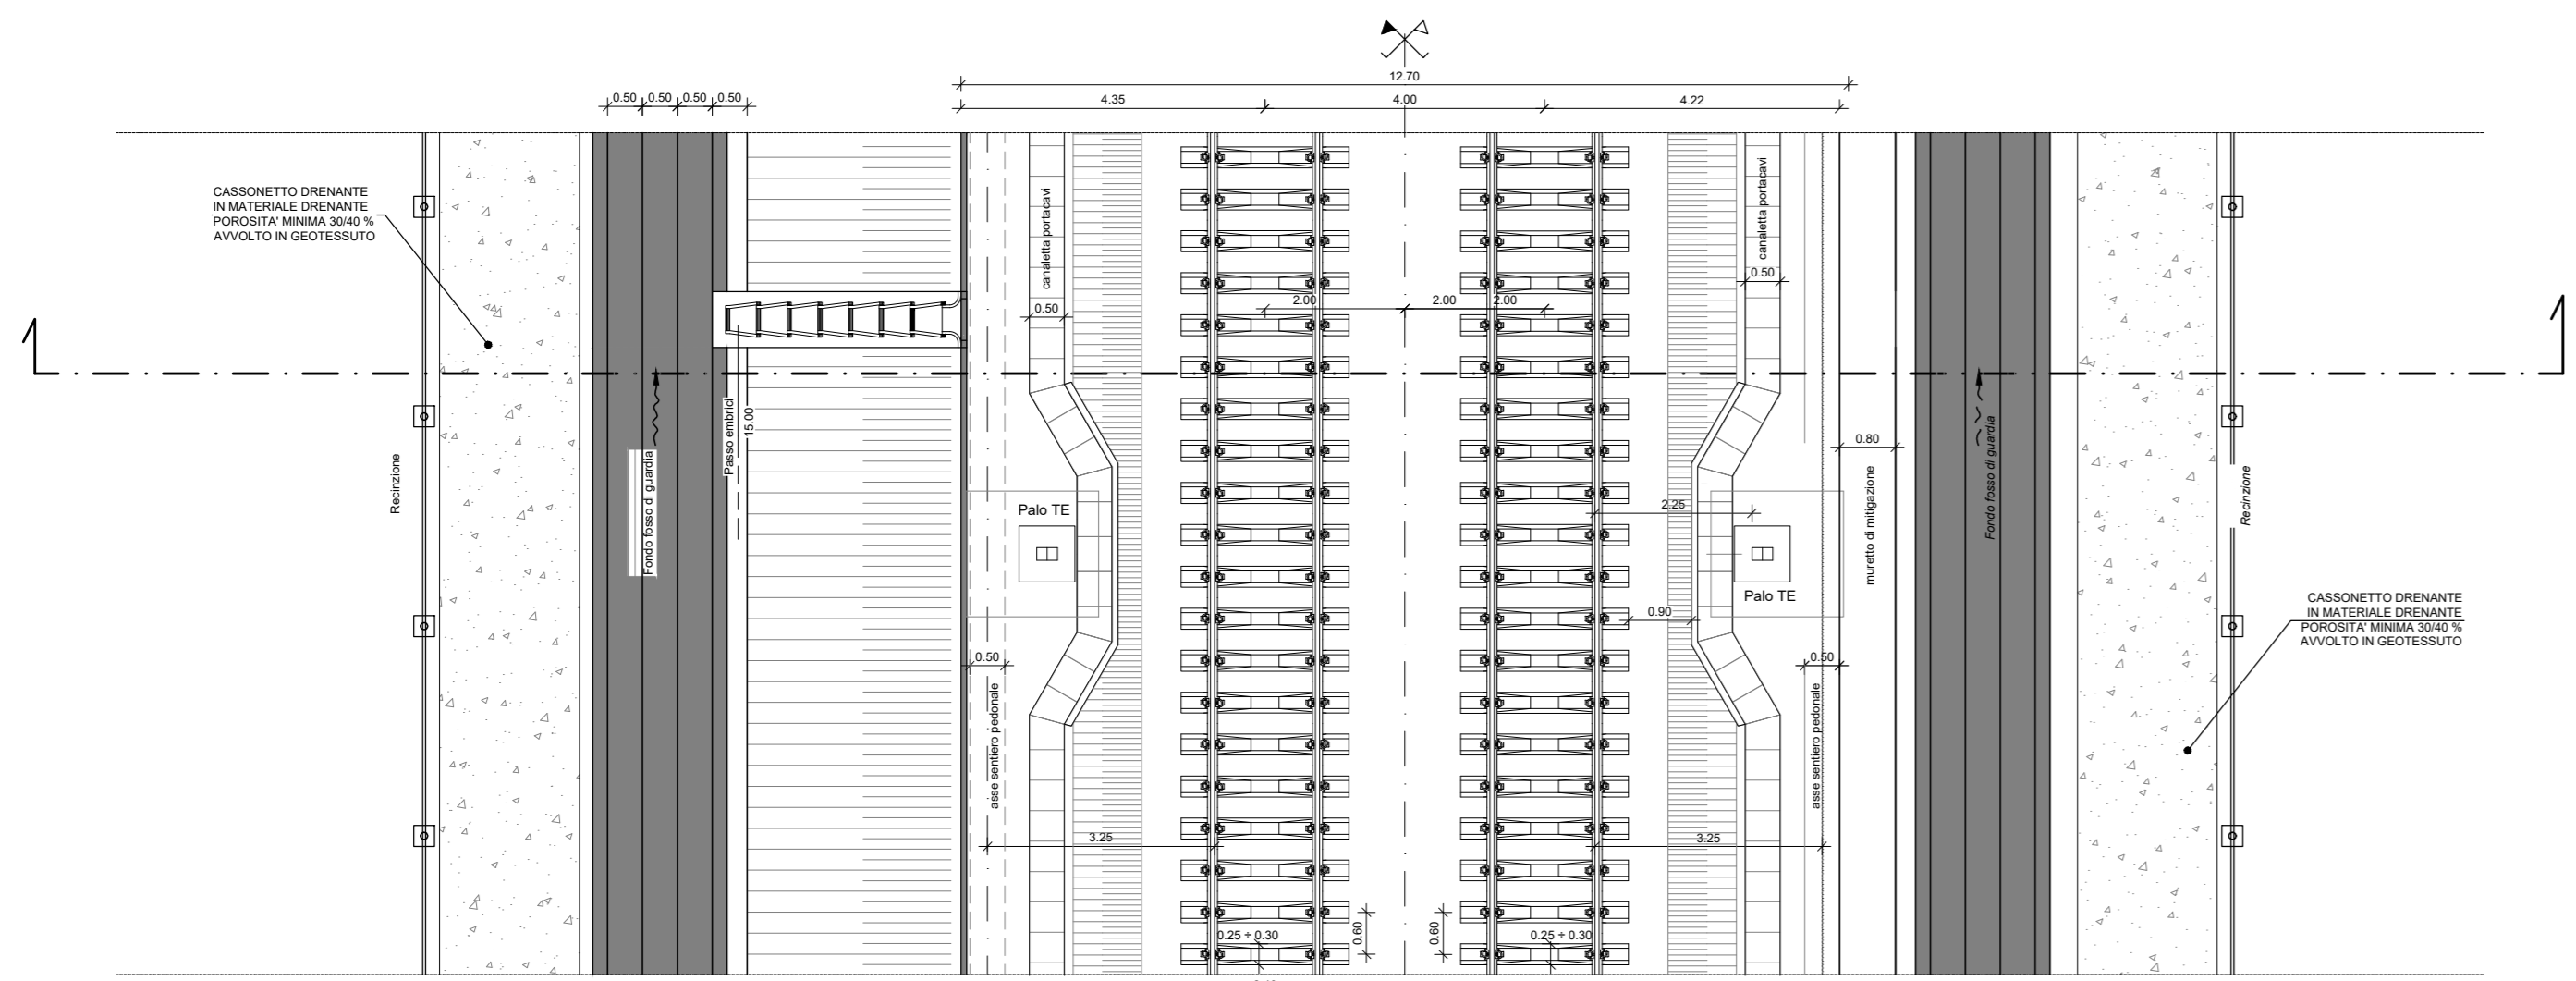 12.70
4.35
4.00
4.22
0.50
0.50
0.50
0.50
CASSONETTO DRENANTE
IN MATERIALE DRENANTE
POROSITA' MINIMA 30/40 %
AVVOLTO IN GEOTESSUTO
canaletta portacavi
canaletta portacavi
0.50
0.50
2.00
2.00
2.00
Recinzione
Fondo fosso di guardia
Passo embrici
15.00
Palo TE
2.25
Palo TE
0.80
muretto di mitigazione
Fondo fosso di guardia
Recinzione
0.90
CASSONETTO DRENANTE
IN MATERIALE DRENANTE
POROSITA' MINIMA 30/40 %
AVVOLTO IN GEOTESSUTO
0.50
0.50
asse sentiero pedonale
asse sentiero pedonale
3.25
3.25
0.60
0.60
0.25 ÷ 0.30
0.25 ÷ 0.30